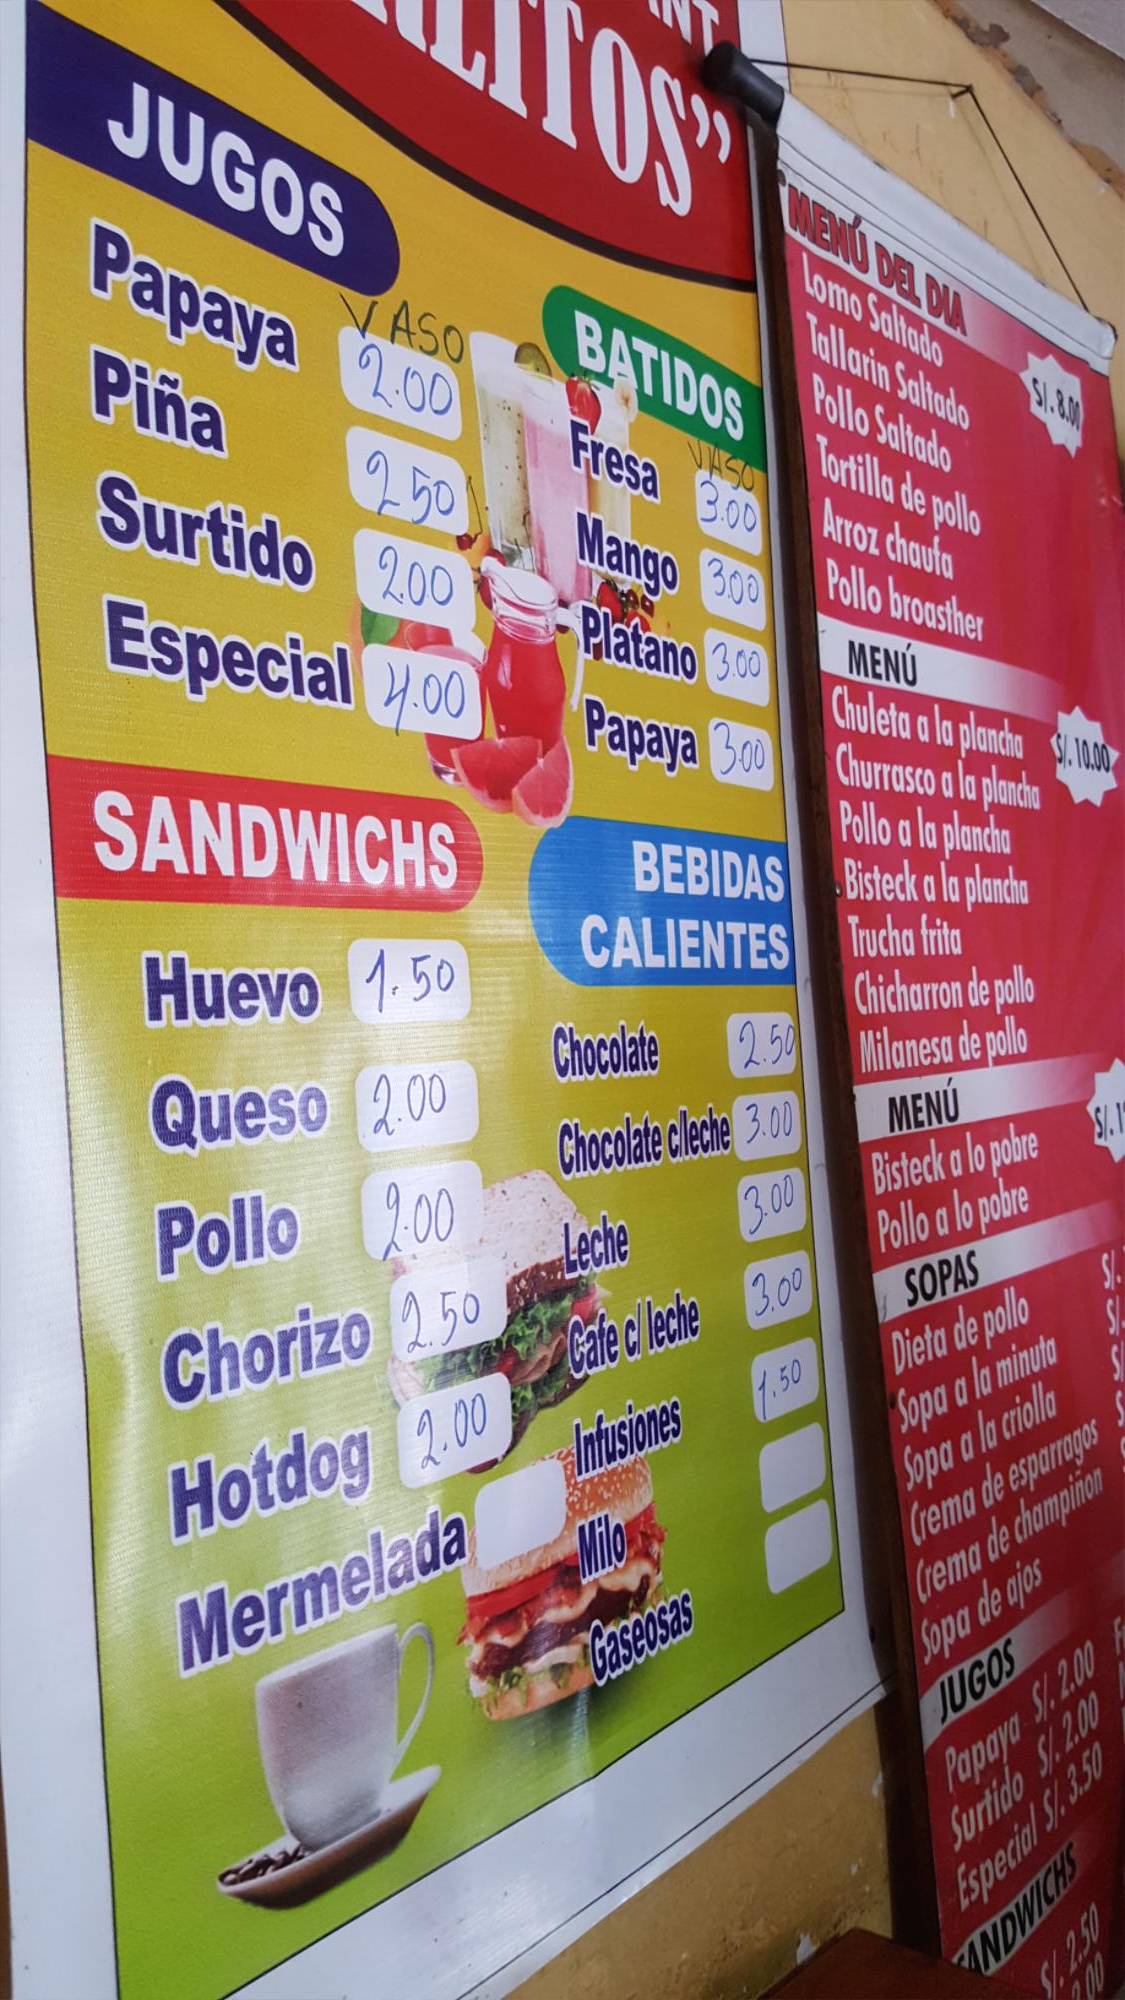 JUGOS
VASO
Papaya 2.00
Piña 2.50
Surtido 2.00
Especial 4.00
BATIDOS
VASO
Fresa 3.00
Mango 3.00
Platano 3.00
Papaya 3.00
SANDWICHS
Huevo 1.50
Queso 2.00
Pollo 2.00
Chorizo 2.50
Hotdog 2.00
Mermelada
BEBIDAS
CALIENTES
Chocolate 2.50
Chocolate c/leche 3.00
Leche 3.00
Cafe c/ leche 3.00
Infusiones 1.50
Milo
Gaseosas
MENÚ DEL DIA
S/. 8.00
Lomo Saltado
Tallarin Saltado
Pollo Saltado
Tortilla de pollo
Arroz chaufa
Pollo broasther
MENÚ
S/. 10.00
Chuleta a la plancha
Churrasco a la plancha
Pollo a la plancha
Bisteck a la plancha
Trucha frita
Chicharron de pollo
Milanesa de pollo
MENÚ
Bisteck a lo pobre
Pollo a lo pobre
SOPAS
Dieta de pollo S/.
Sopa a la minuta S/.
Sopa a la criolla
Crema de esparragos
Crema de champiñon
Sopa de ajos
JUGOS
Papaya S/. 2.00
Surtido S/. 2.00
Especial S/. 3.50
SANDWICHS
S/. 2.50